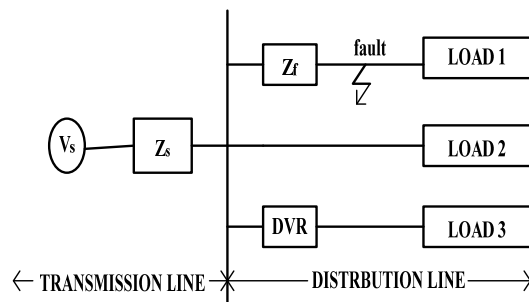 fault
Zf
LOAD 1
Vs
Zs
LOAD 2
DVR
LOAD 3
TRANSMISSION LINE
DISTRBUTION LINE